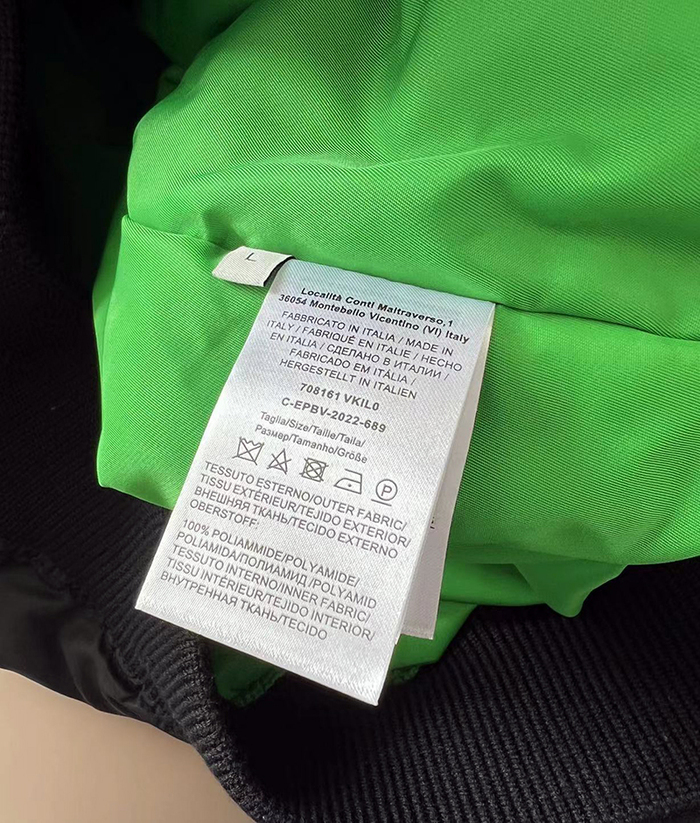 L
Località Conti Maltraverso,1
36054 Montebello Vicentino (VI) Italy
FABBRICATO IN ITALIA / MADE IN
ITALY / FABRIQUÉ EN ITALIE / HECHO
EN ITALIA / СДЕЛАНО В ИТАЛИИ /
FABRICADO EM ITÁLIA /
HERGESTELLT IN ITALIEN
708161 VKIL0
C-EPBV-2022-689
Taglia/Size/Taille/Talla/
Размер/Tamanho/Größe
P
TESSUTO ESTERNO/OUTER FABRIC/
TISSU EXTÉRIEUR/TEJIDO EXTERIOR/
ВНЕШНЯЯ ТКАНЬ/TECIDO EXTERNO
OBERSTOFF:
100% POLIAMMIDE/POLYAMIDE/
POLIAMIDA/ПОЛИАМИД /POLYAMID
TESSUTO INTERNO/INNER FABRIC/
TISSU INTÉRIEUR/TEJIDO INTERIOR/
ВНУТРЕННАЯ ТКАНЬ/TECIDO